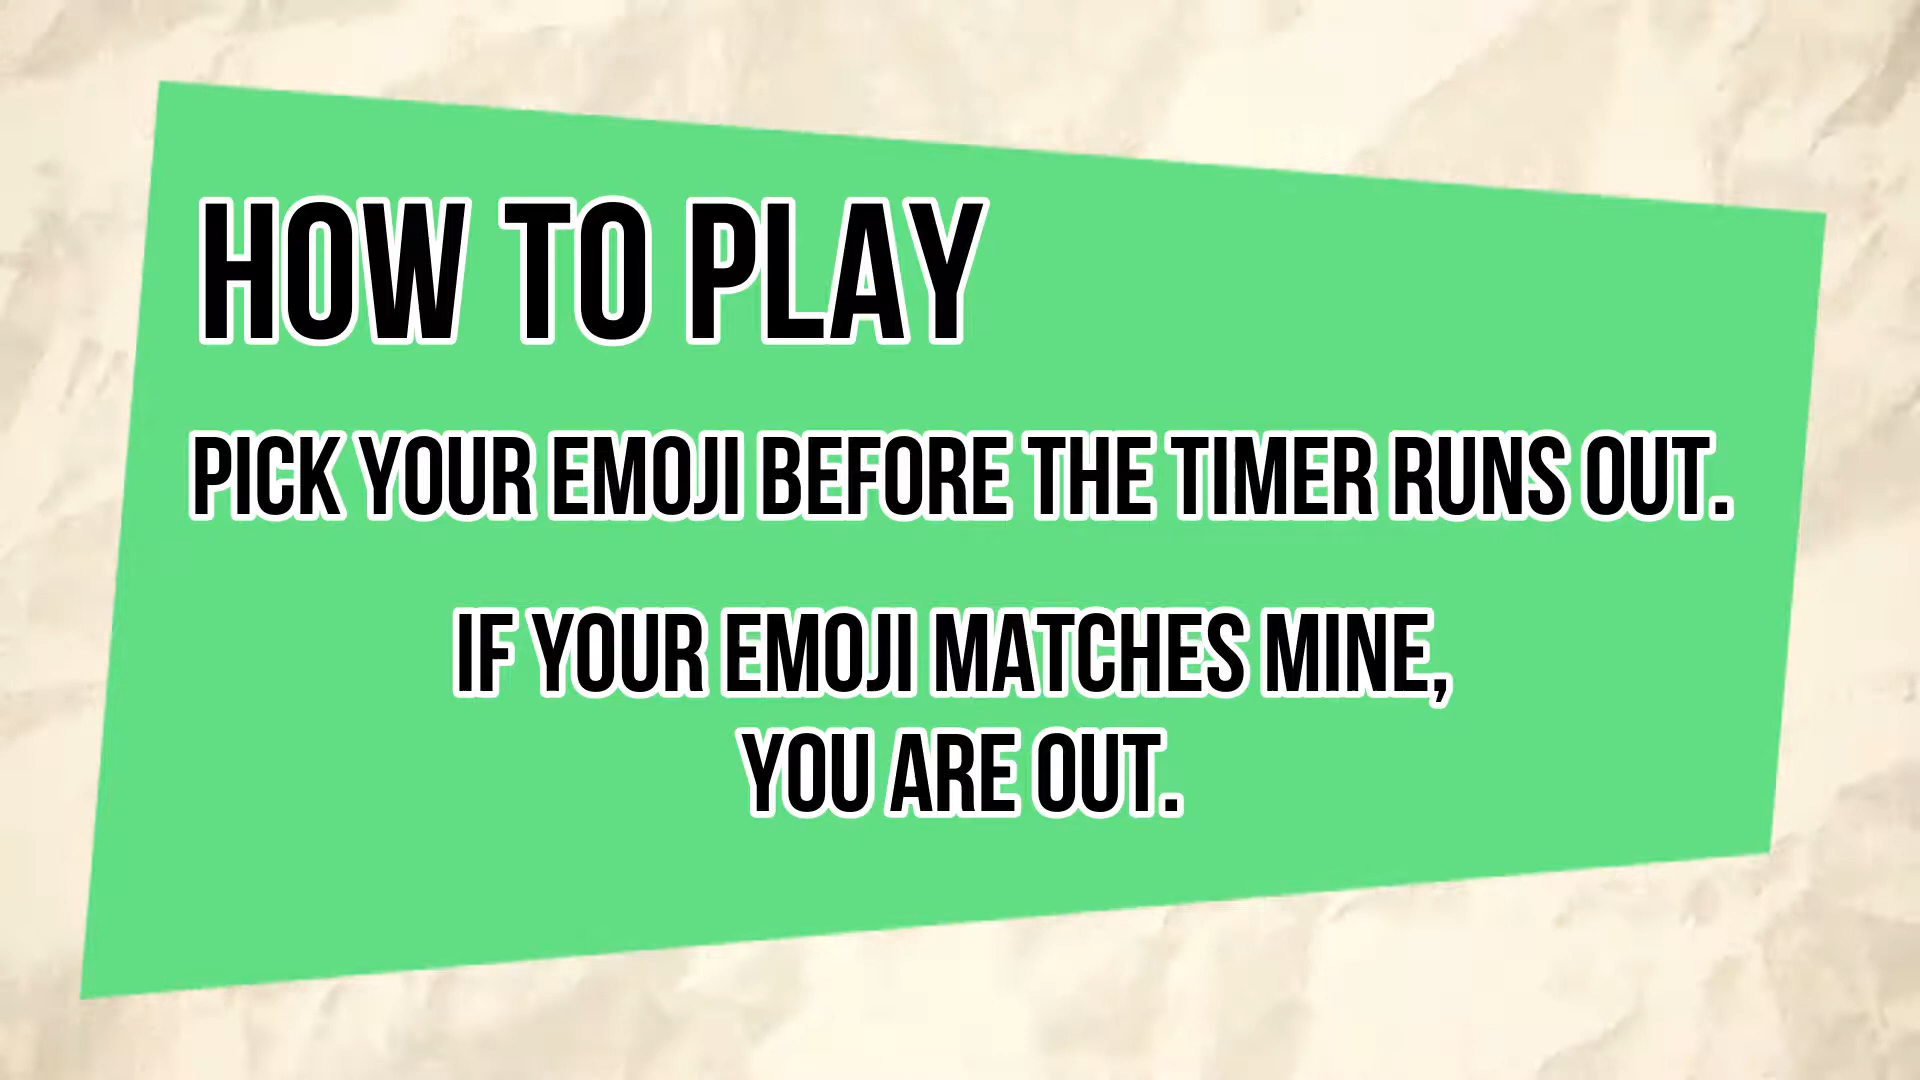 HOW TO PLAY
PICK YOUR EMOJI BEFORE THE TIMER RUNS OUT.
IF YOUR EMOJI MATCHES MINE,
YOU ARE OUT.